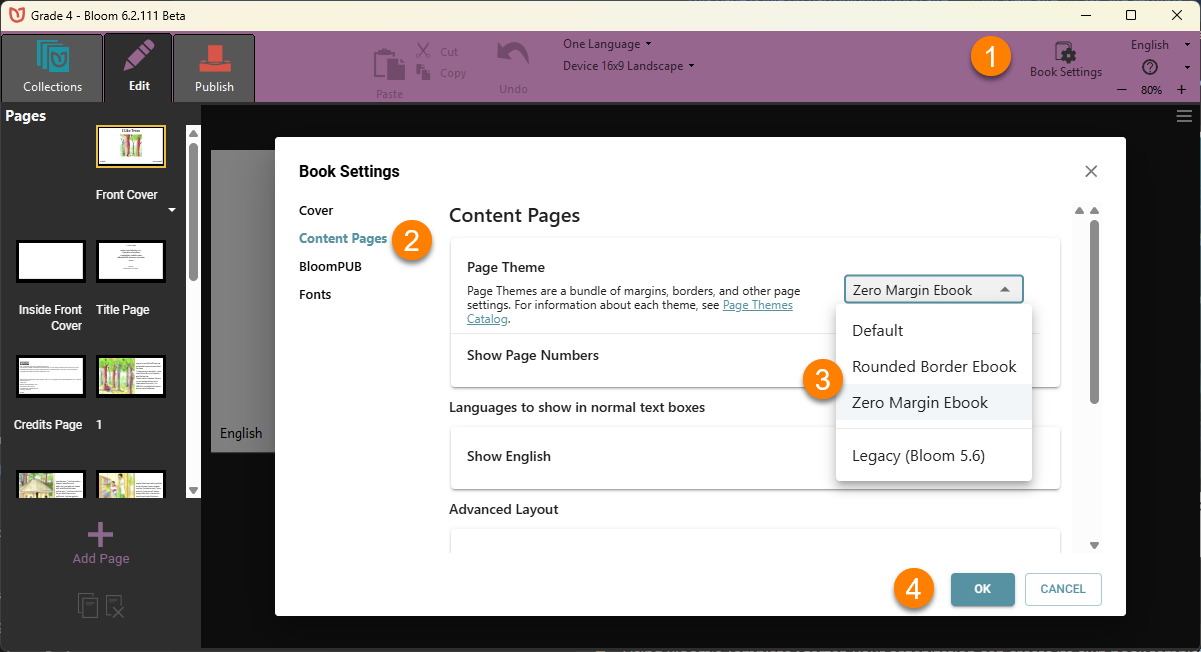 Grade 4 - Bloom 6.2.111 Beta
Collections
Edit
Publish
Paste
Cut
Copy
Undo
One Language
Device 16x9 Landscape
1
Book Settings
English
80%
Pages
I Like Trees
Front Cover
Inside Front
Cover
Title Page
Credits Page
1
Add Page
English
Book Settings
Cover
Content Pages
2
BloomPUB
Fonts
Content Pages
Page Theme
Page Themes are a bundle of margins, borders, and other page
settings. For information about each theme, see Page Themes
Catalog.
Zero Margin Ebook
Default
Rounded Border Ebook
3
Zero Margin Ebook
Legacy (Bloom 5.6)
Show Page Numbers
Languages to show in normal text boxes
Show English
Advanced Layout
4
OK
CANCEL